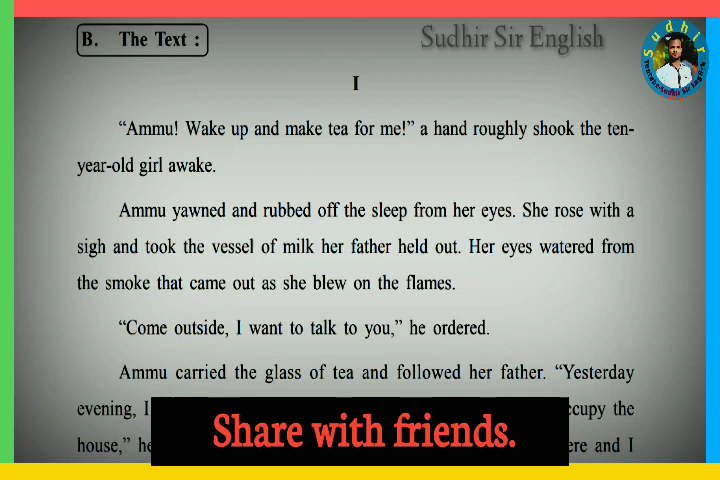 B. The Text :
Sudhir Sir English
Sudhir
I
“Ammu! Wake up and make tea for me!” a hand roughly shook the ten-
year-old girl awake.
Ammu yawned and rubbed off the sleep from her eyes. She rose with a
sigh and took the vessel of milk her father held out. Her eyes watered from
the smoke that came out as she blew on the flames.
“Come outside, I want to talk to you,” he ordered.
Ammu carried the glass of tea and followed her father. “Yesterday
evening, I the
house,” and I
Share with friends.